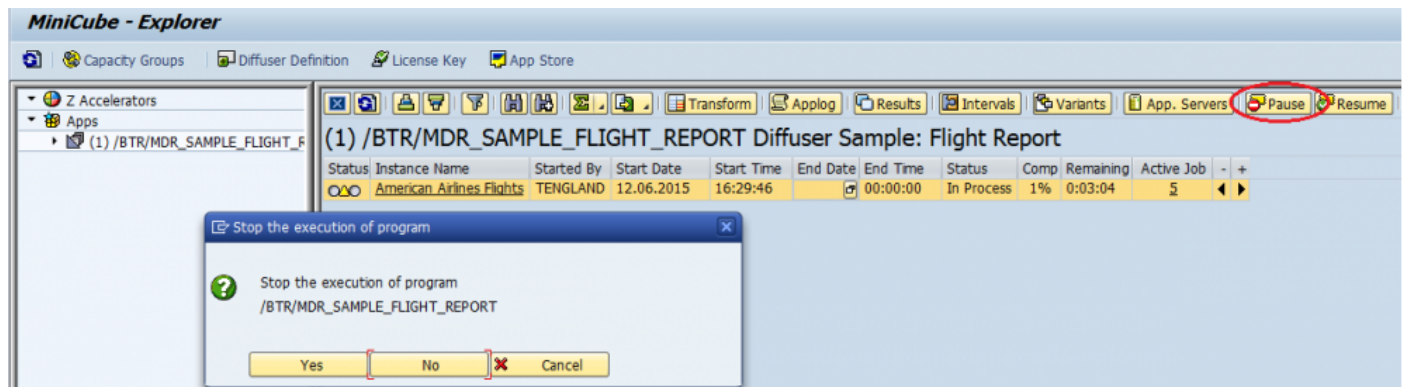 MiniCube - Explorer
Capacity Groups Diffuser Definition License Key App Store
Z Accelerators
Apps
(1) /BTR/MDR_SAMPLE_FLIGHT_R
Transform Applog Results Intervals Variants App. Servers Pause Resume
(1) /BTR/MDR_SAMPLE_FLIGHT_REPORT Diffuser Sample: Flight Report
Status Instance Name Started By Start Date Start Time End Date End Time Status Comp Remaining Active Job - +
American Airlines Flights TENGLAND 12.06.2015 16:29:46 00:00:00 In Process 1% 0:03:04 5
Stop the execution of program
Stop the execution of program
/BTR/MDR_SAMPLE_FLIGHT_REPORT
Yes No Cancel